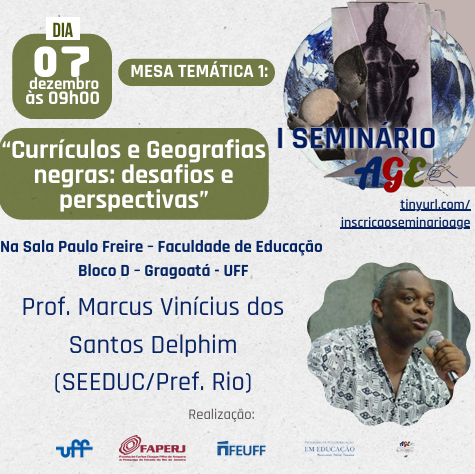 DIA
07
dezembro
às 09h00
MESA TEMÁTICA 1:
I SEMINÁRIO
AGE
tinyurl.com/
inscricaoseminarioage
“Currículos e Geografias
negras: desafios e
perspectivas”
Na Sala Paulo Freire – Faculdade de Educação
Bloco D – Gragoatá - UFF
Prof. Marcus Vinícius dos
Santos Delphim
(SEEDUC/Pref. Rio)
Realização:
uff
FAPERJ
FEUFF
EM EDUCAÇÃO
AGE